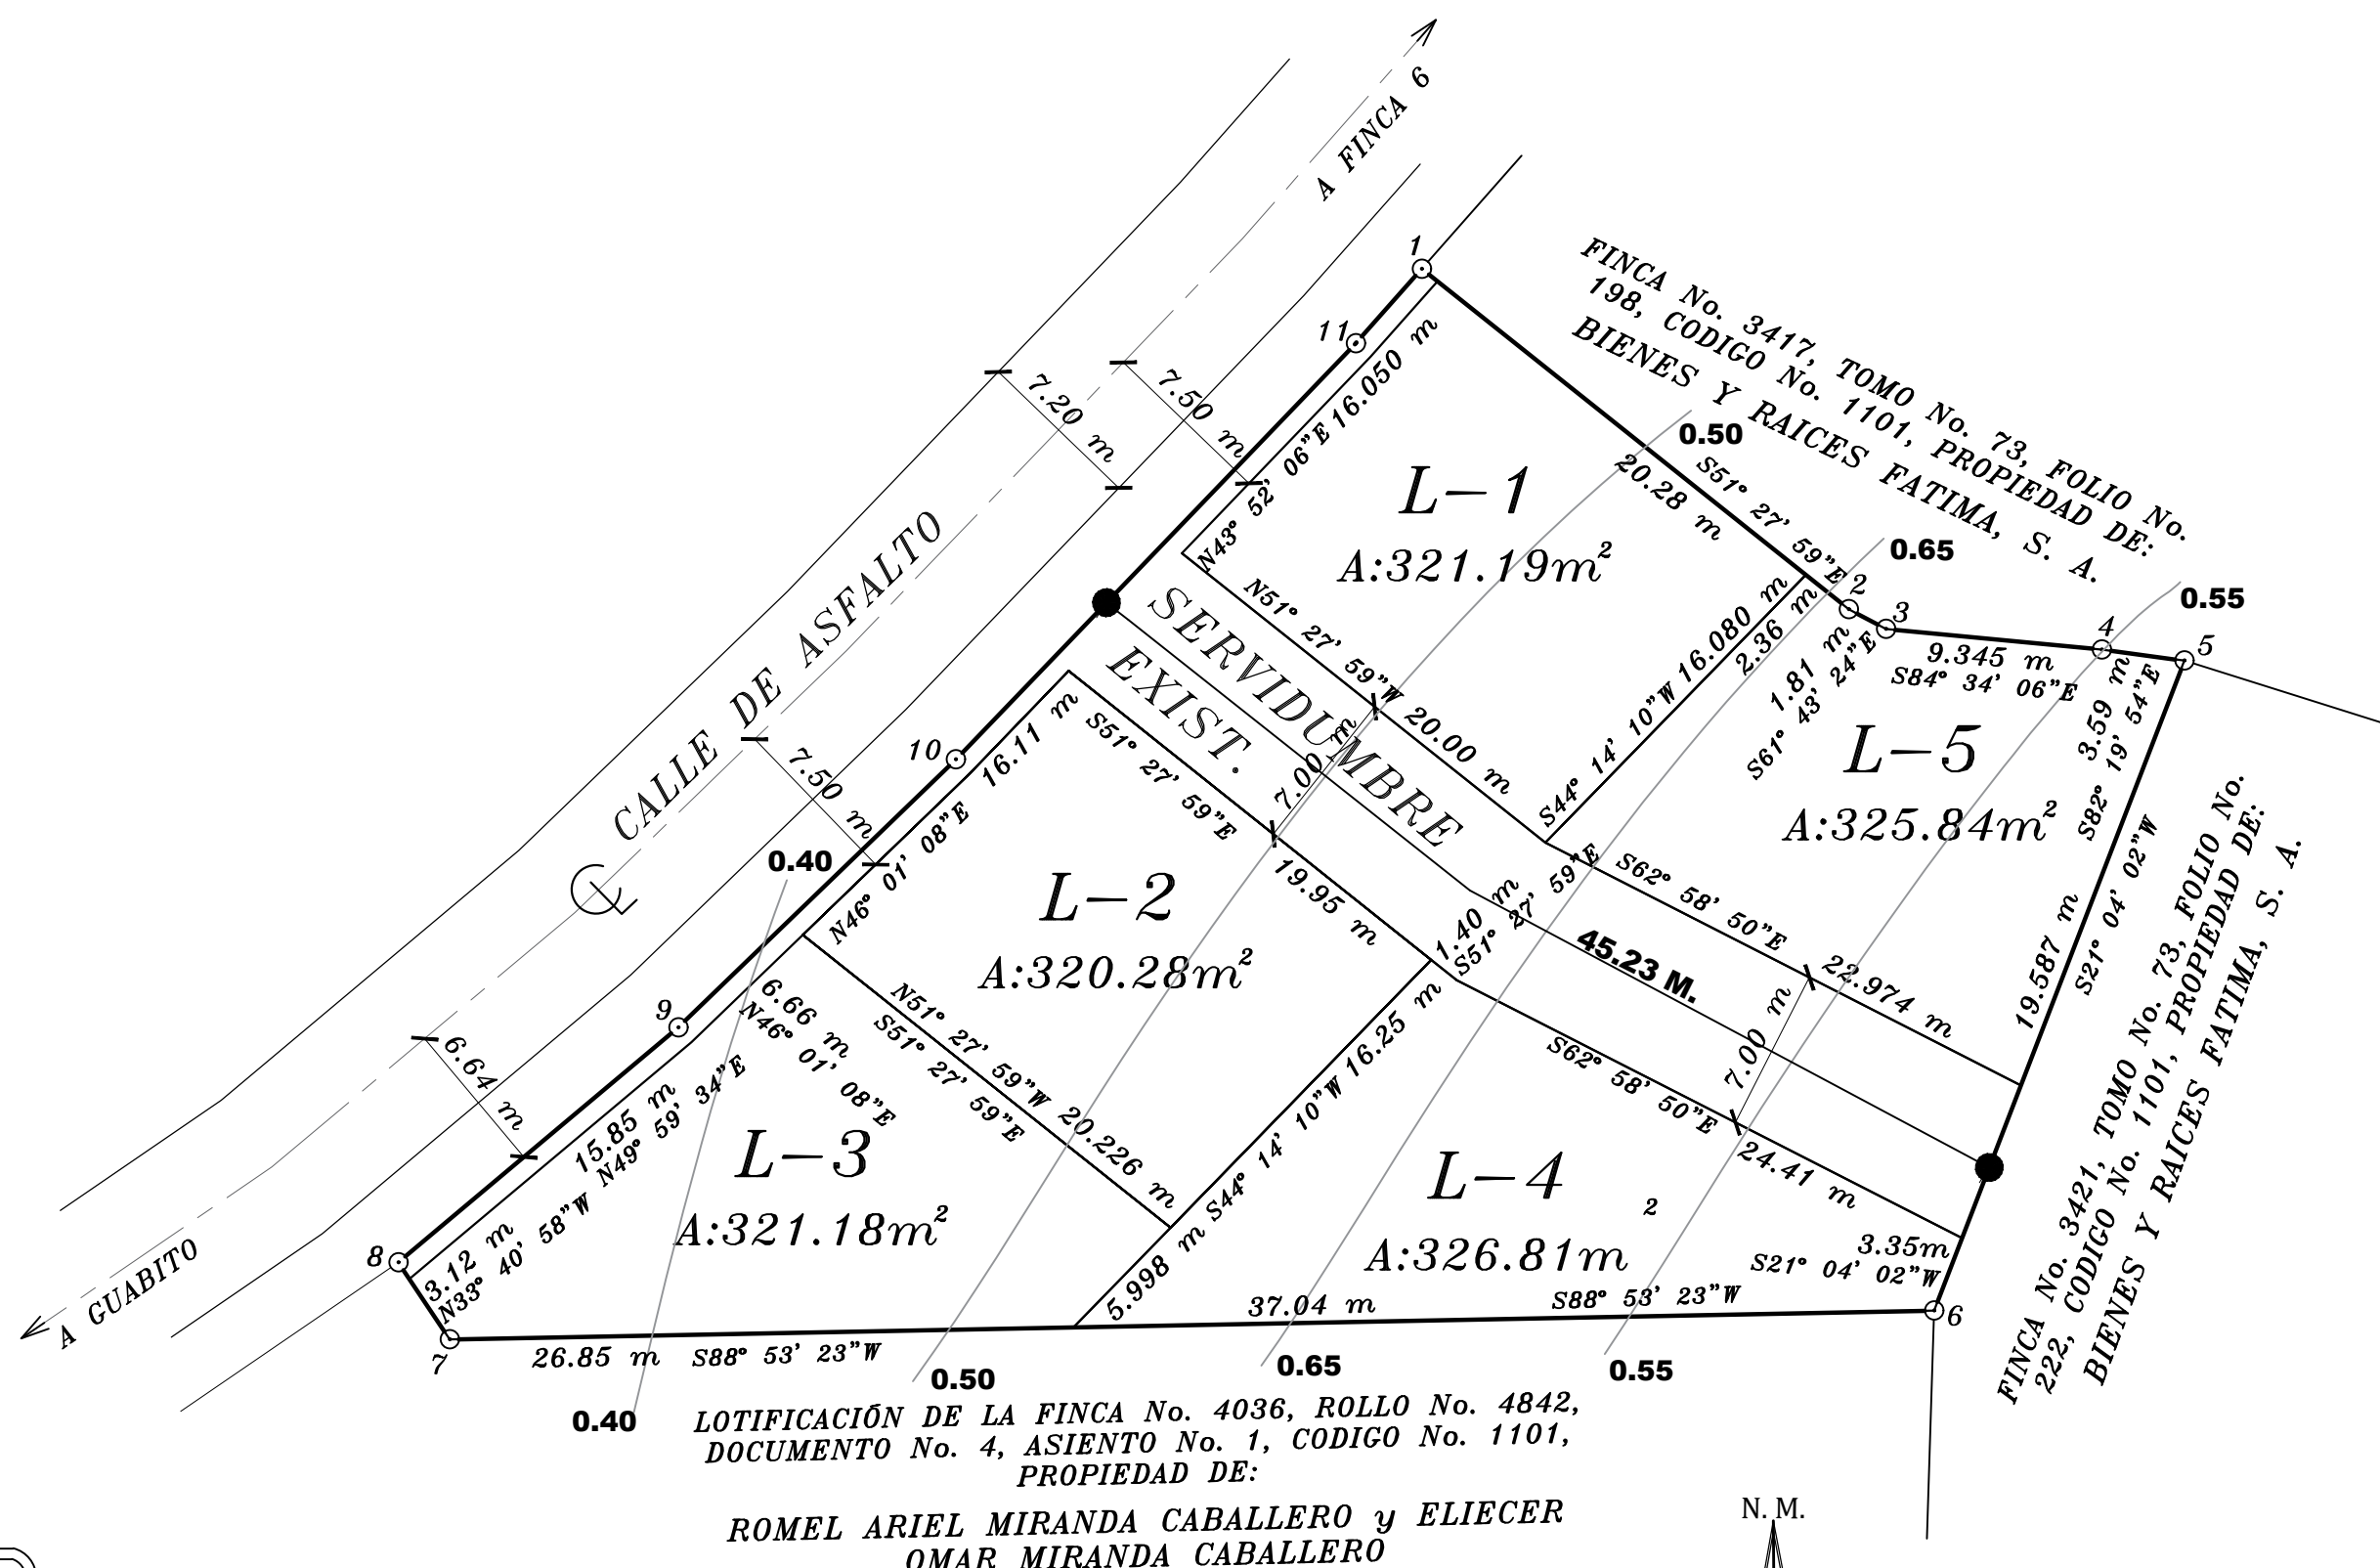 A FINCA 6
1
11
FINCA No. 3417, TOMO No. 73, FOLIO No.
198, CODIGO No. 1101, PROPIEDAD DE:
BIENES Y RAICES FATIMA, S. A.
7.20 m
7.50 m
N43° 52' 06"E 16.050 m
0.50
20.28 m
S51° 27' 59"E
L-1
A:321.19m²
0.65
0.55
2
3
4
5
9.345 m
S84° 34' 06"E
3.59 m
S82° 19' 54"E
1.81 m
S61° 43' 24"E
2.36 m
S44° 14' 10"W 16.080 m
CALLE DE ASFALTO
SERVIDUMBRE
EXIST.
N51° 27' 59"W 20.00 m
7.00 m
L-5
A:325.84m²
S62° 58' 50"E
22.974 m
19.587 m
S21° 04' 02"W
FINCA No. 3421, TOMO No. 73, FOLIO No.
222, CODIGO No. 1101, PROPIEDAD DE:
BIENES Y RAICES FATIMA, S. A.
10
7.50 m
0.40
N46° 01' 08"E 16.11 m
S51° 27' 59"E
19.95 m
L-2
A:320.28m²
1.40 m
S51° 27' 59"E
45.23 M.
7.00 m
S62° 58' 50"E
24.41 m
CL
9
6.64 m
6.66 m
N46° 01' 08"E
N51° 27' 59"W 20.226 m
S51° 27' 59"E
S44° 14' 10"W 16.25 m
15.85 m
N49° 59' 34"E
L-3
A:321.18m²
L-4
A:326.81m²
8
3.12 m
N33° 40' 58"W
5.998 m
3.35m
S21° 04' 02"W
37.04 m
S88° 53' 23"W
6
7
26.85 m S88° 53' 23"W
A GUABITO
0.40
0.50
0.65
0.55
LOTIFICACIÓN DE LA FINCA No. 4036, ROLLO No. 4842,
DOCUMENTO No. 4, ASIENTO No. 1, CODIGO No. 1101,
PROPIEDAD DE:
ROMEL ARIEL MIRANDA CABALLERO y ELIECER
OMAR MIRANDA CABALLERO
N. M.